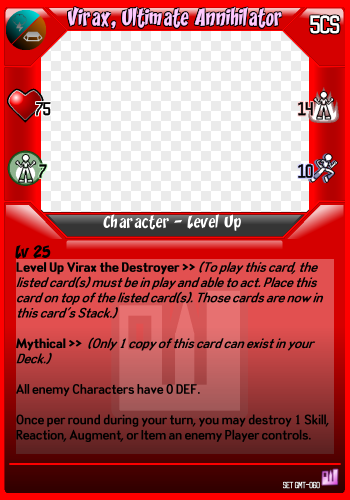 Virax, Ultimate Annihilator
5CS
75
14
7
10
Character - Level Up
Lv 25
Level Up Virax the Destroyer >> (To play this card, the
listed card(s) must be in play and able to act. Place this
card on top of the listed card(s). Those cards are now in
this card's Stack.)
Mythical >> (Only 1 copy of this card can exist in your
Deck.)
All enemy Characters have 0 DEF.
Once per round during your turn, you may destroy 1 Skill,
Reaction, Augment, or Item an enemy Player controls.
SET GMT-060